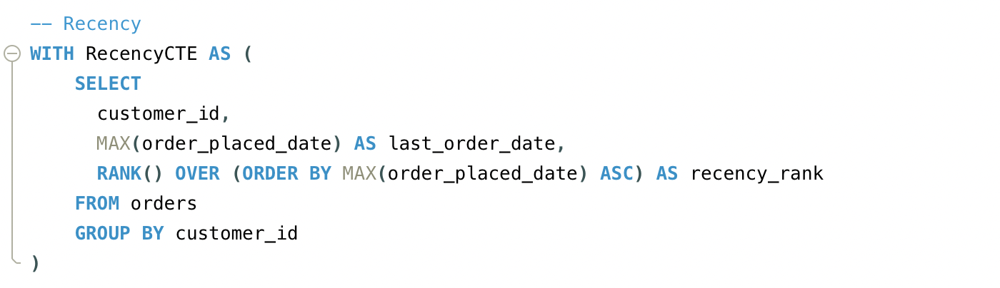 -- Recency
WITH RecencyCTE AS (
    SELECT
      customer_id,
      MAX(order_placed_date) AS last_order_date,
      RANK() OVER (ORDER BY MAX(order_placed_date) ASC) AS recency_rank
    FROM orders
    GROUP BY customer_id
)